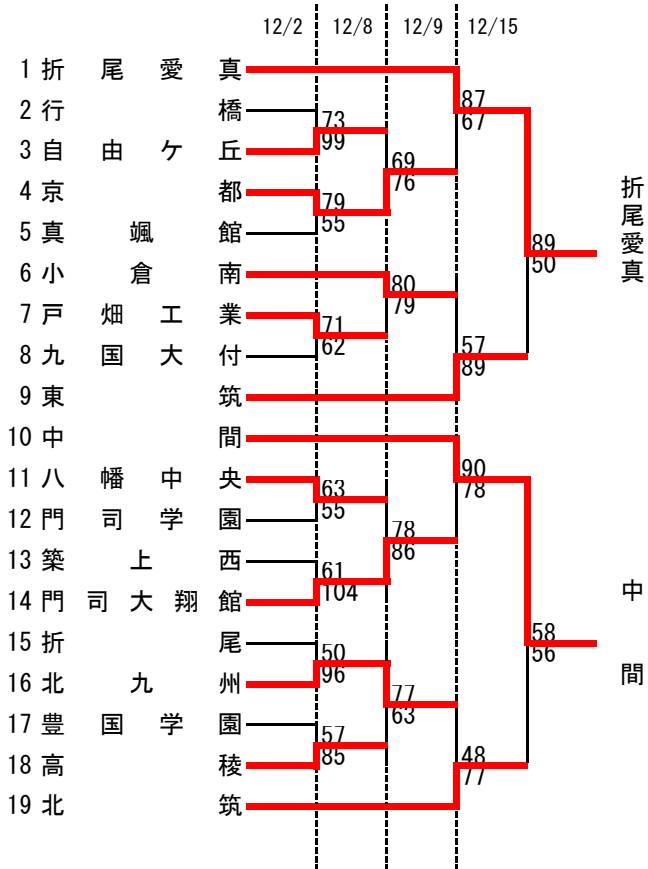 12/2 12/8 12/9 12/15
1 折尾愛真
2 行橋
3 自由ケ丘
4 京都
5 真颯館
6 小倉南
7 戸畑工業
8 九国大付
9 東筑
10 中間
11 八幡中央
12 門司学園
13 築上西
14 門司大翔館
15 折尾
16 北九州
17 豊国学園
18 高稜
19 北筑
73
99
79
55
71
62
63
55
61
104
50
96
57
85
69
76
80
79
78
86
77
63
87
67
57
89
90
78
48
77
89
50
58
56
折尾愛真
中間